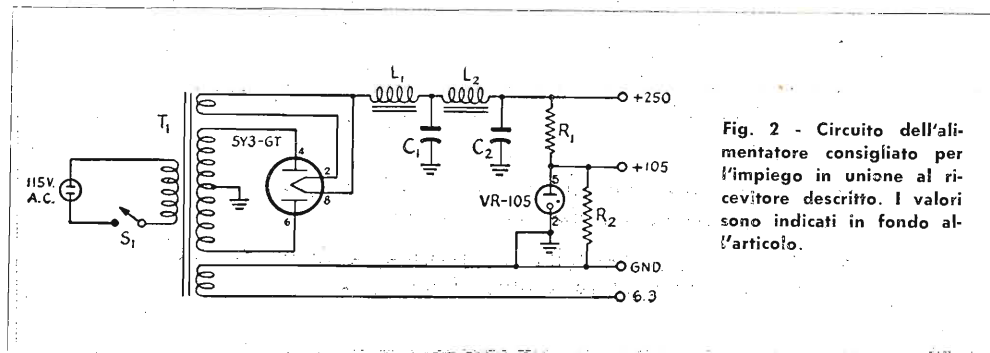 L₁
L₂
+250
T₁
5Y3-GT
4
2
8
6
C₁
C₂
R₁
+105
115V.
A.C.
S₁
5
VR-105
2
R₂
GND.
6.3
Fig. 2 - Circuito dell'ali-
mentatore consigliato per
l'impiego in unione al ri-
cevitore descritto. I valori
sono indicati in fondo al-
l'articolo.